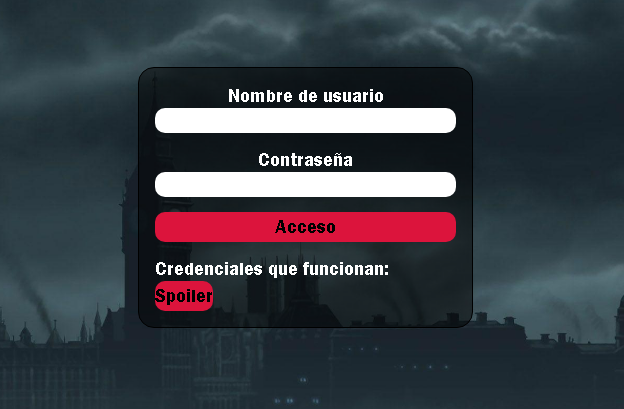 Nombre de usuario
Contraseña
Acceso
Credenciales que funcionan:
Spoiler